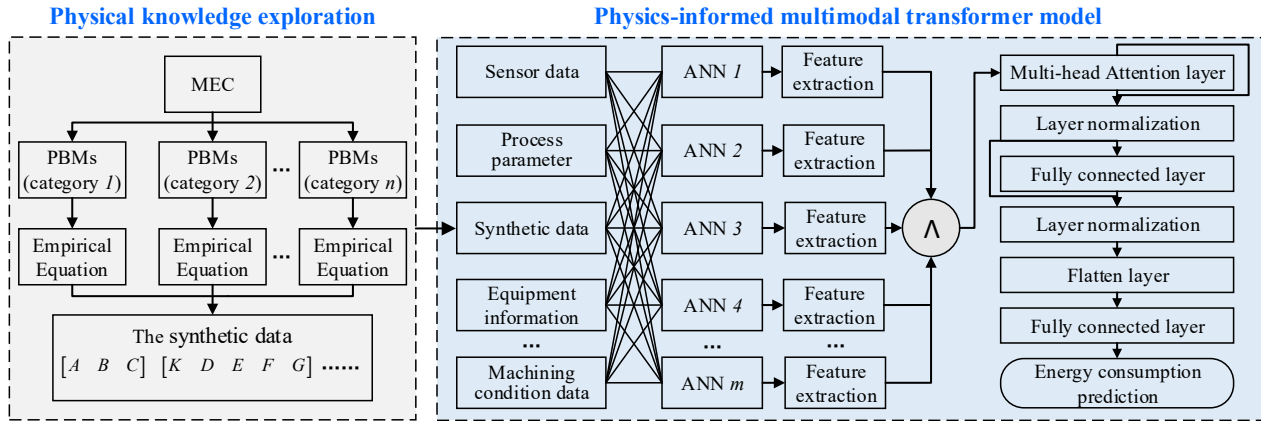 Physical knowledge exploration
MEC
PBMs
(category 1)
PBMs
(category 2)
...
PBMs
(category n)
Empirical
Equation
Empirical
Equation
...
Empirical
Equation
The synthetic data
[A B C] [K D E F G] ......
Physics-informed multimodal transformer model
Sensor data
Process
parameter
Synthetic data
Equipment
information
...
Machining
condition data
ANN 1
ANN 2
ANN 3
ANN 4
...
ANN m
Feature
extraction
Feature
extraction
Feature
extraction
Feature
extraction
...
Feature
extraction
Λ
Multi-head Attention layer
Layer normalization
Fully connected layer
Layer normalization
Flatten layer
Fully connected layer
Energy consumption
prediction